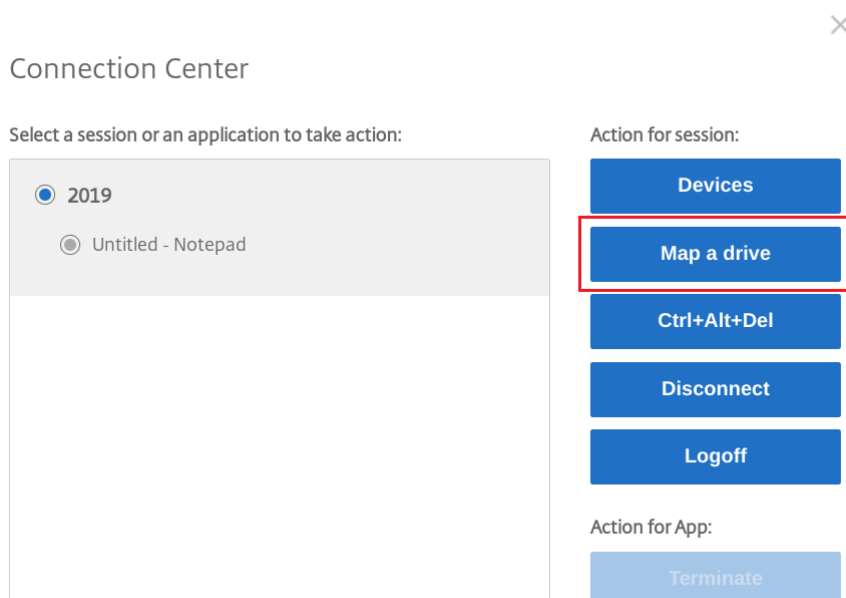 Connection Center
Select a session or an application to take action:
2019
Untitled - Notepad
Action for session:
Devices
Map a drive
Ctrl+Alt+Del
Disconnect
Logoff
Action for App:
Terminate